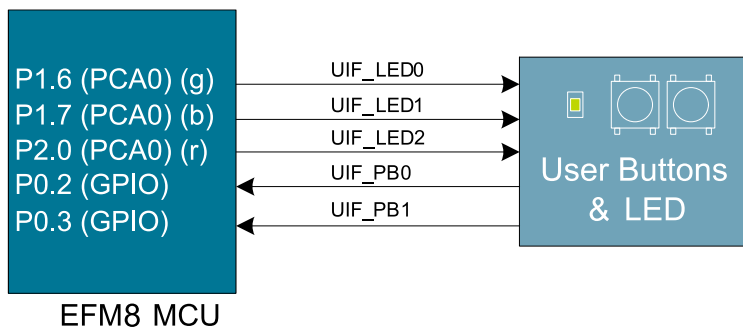 P1.6 (PCA0) (g)
P1.7 (PCA0) (b)
P2.0 (PCA0) (r)
P0.2 (GPIO)
P0.3 (GPIO)
UIF_LED0
UIF_LED1
UIF_LED2
UIF_PB0
UIF_PB1
User Buttons
& LED
EFM8 MCU